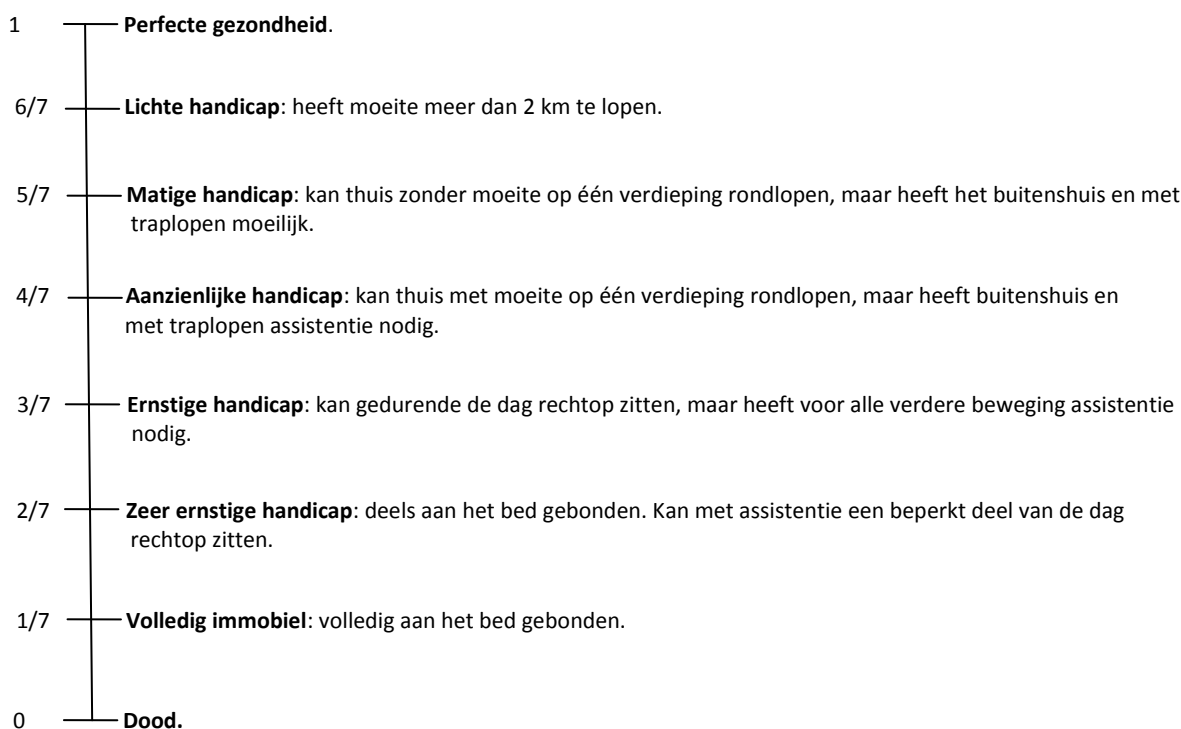 1 Perfecte gezondheid.
6/7 Lichte handicap: heeft moeite meer dan 2 km te lopen.
5/7 Matige handicap: kan thuis zonder moeite op één verdieping rondlopen, maar heeft het buitenshuis en met
traplopen moeilijk.
4/7 Aanzienlijke handicap: kan thuis met moeite op één verdieping rondlopen, maar heeft buitenshuis en
met traplopen assistentie nodig.
3/7 Ernstige handicap: kan gedurende de dag rechtop zitten, maar heeft voor alle verdere beweging assistentie
nodig.
2/7 Zeer ernstige handicap: deels aan het bed gebonden. Kan met assistentie een beperkt deel van de dag
rechtop zitten.
1/7 Volledig immobiel: volledig aan het bed gebonden.
0 Dood.